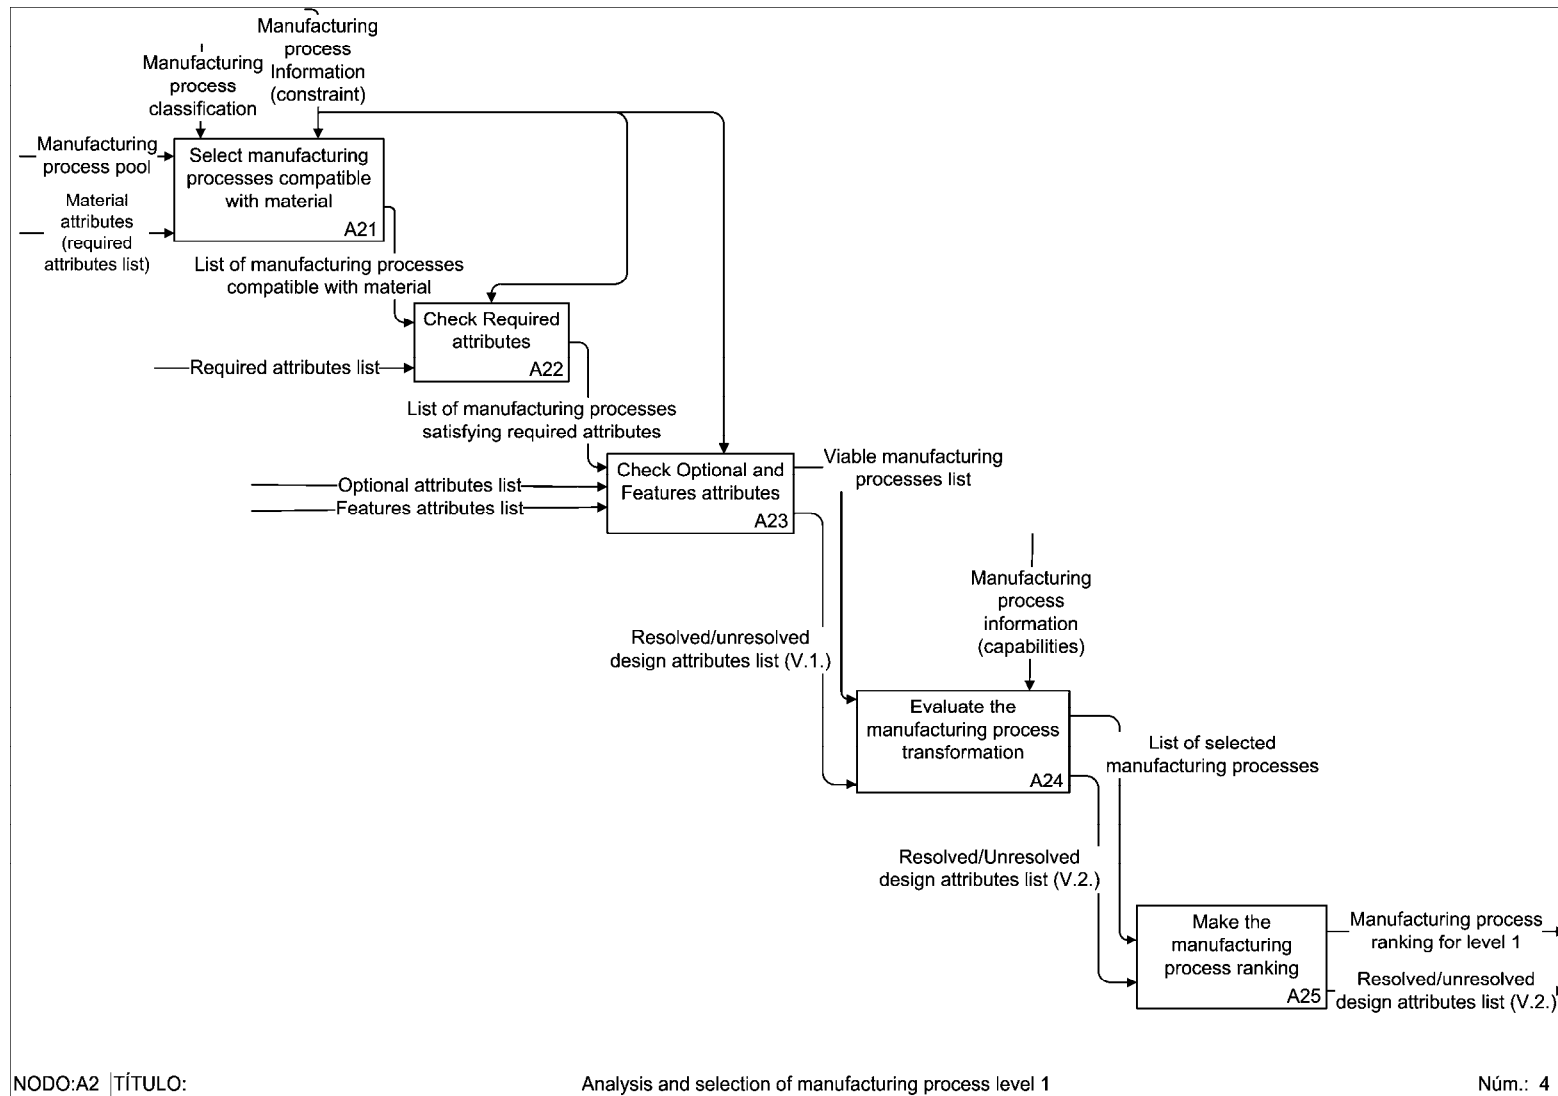 Manufacturing
process
Information
(constraint)
Manufacturing
process
classification
Manufacturing
process pool
Material
attributes
(required
attributes list)
Select manufacturing
processes compatible
with material
A21
List of manufacturing processes
compatible with material
Check Required
attributes
A22
Required attributes list
List of manufacturing processes
satisfying required attributes
Optional attributes list
Features attributes list
Check Optional and
Features attributes
A23
Viable manufacturing
processes list
Manufacturing
process
information
(capabilities)
Resolved/unresolved
design attributes list (V.1.)
Evaluate the
manufacturing process
transformation
A24
List of selected
manufacturing processes
Resolved/Unresolved
design attributes list (V.2.)
Make the
manufacturing
process ranking
A25
Manufacturing process
ranking for level 1
Resolved/unresolved
design attributes list (V.2.)
NODO:A2 TÍTULO: Analysis and selection of manufacturing process level 1 Núm.: 4